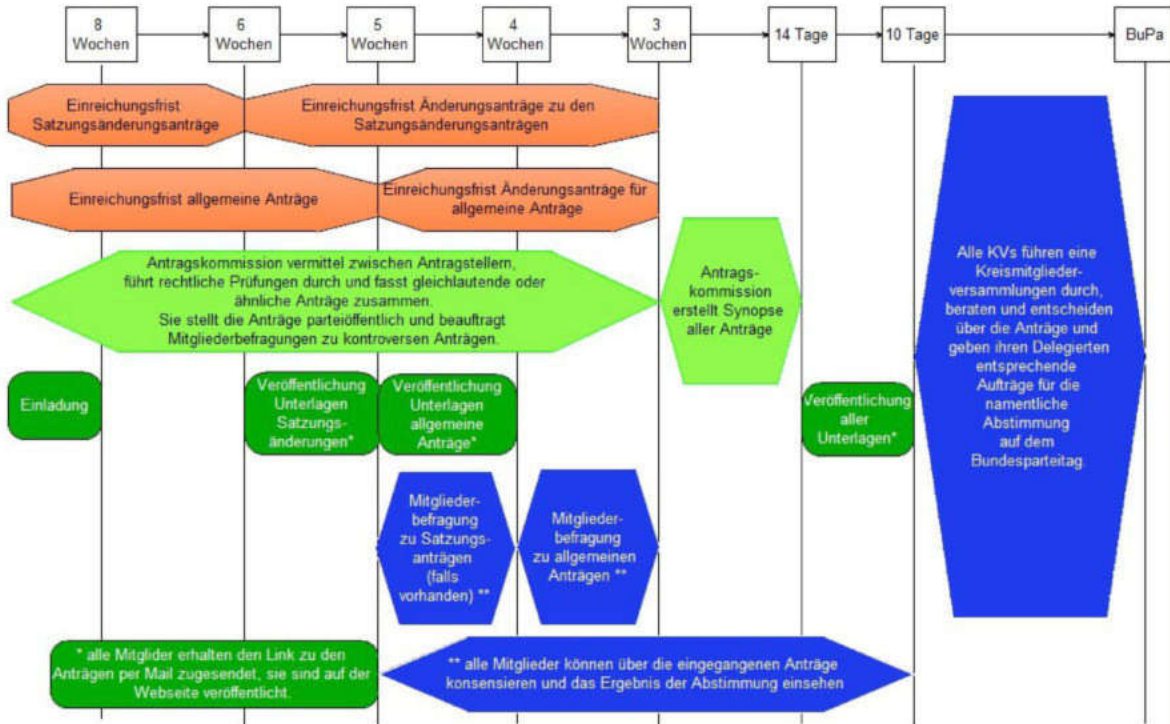 8
Wochen
6
Wochen
5
Wochen
4
Wochen
3
Wochen
14 Tage
10 Tage
BuPa
Einreichungsfrist
Satzungsänderungsanträge
Einreichungsfrist Änderungsanträge zu den
Satzungsänderungsanträgen
Einreichungsfrist allgemeine Anträge
Einreichungsfrist Änderungsanträge für
allgemeine Anträge
Antragskommission vermittel zwischen Antragstellern,
führt rechtliche Prüfungen durch und fasst gleichlautende oder
ähnliche Anträge zusammen.
Sie stellt die Anträge parteiöffentlich und beauftragt
Mitgliederbefragungen zu kontroversen Anträgen.
Antrags-
kommission
erstellt Synopse
aller Anträge
Alle KVs führen eine
Kreismitglieder-
versammlungen durch,
beraten und entscheiden
über die Anträge und
geben ihren Delegierten
entsprechende
Aufträge für die
namentliche
Abstimmung
auf dem
Bundesparteitag.
Einladung
Veröffentlichung
Unterlagen
Satzungs-
änderungen*
Veröffentlichung
Unterlagen
allgemeine
Anträge*
Veröffentlichung
aller
Unterlagen*
Mitglieder-
befragung
zu Satzungs-
anträgen
(falls
vorhanden) **
Mitglieder-
befragung
zu allgemeinen
Anträgen **
* alle Mitglider erhalten den Link zu den
Anträgen per Mail zugesendet, sie sind auf der
Webseite veröffentlicht.
** alle Mitglieder können über die eingegangenen Anträge
konsensieren und das Ergebnis der Abstimmung einsehen